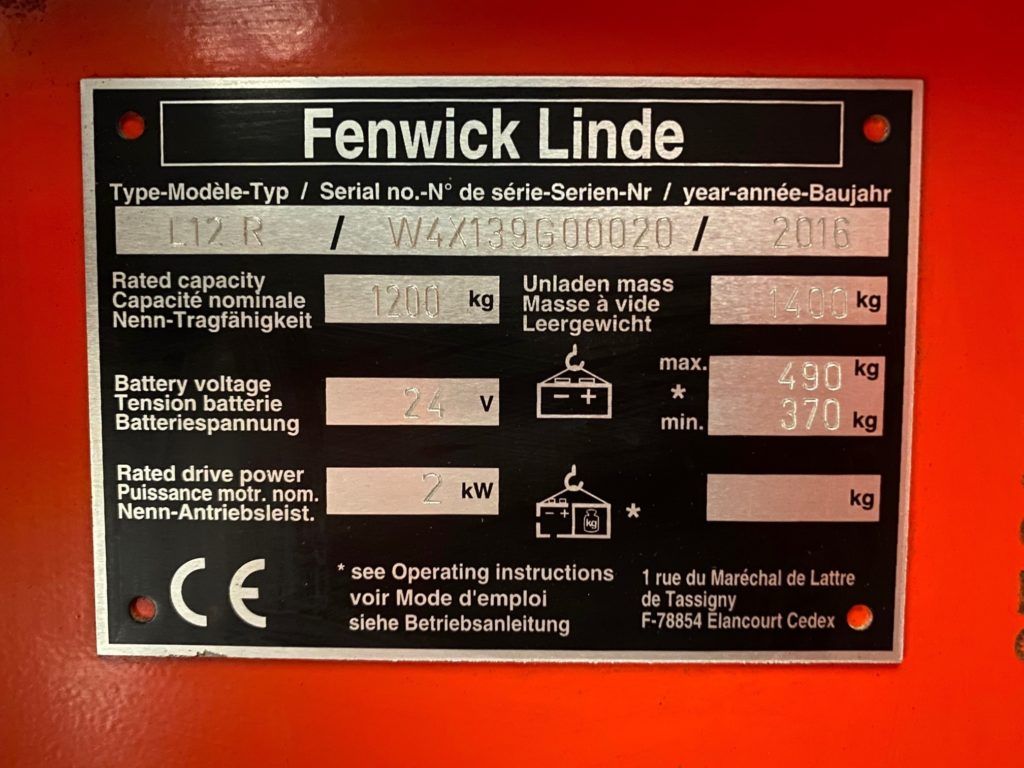 Fenwick Linde
Type-Modèle-Typ / Serial no.-N° de série-Serien-Nr / year-année-Baujahr
L12 R / W4X139G00020 / 2016
Rated capacity
Capacité nominale
Nenn-Tragfähigkeit
1200 kg
Unladen mass
Masse à vide
Leergewicht
1400 kg
Battery voltage
Tension batterie
Batteriespannung
24 V
- +
max. 490 kg
*
min. 370 kg
Rated drive power
Puissance motr. nom.
Nenn-Antriebsleist.
2 kW
- + kg * kg
CE
* see Operating instructions
voir Mode d'emploi
siehe Betriebsanleitung
1 rue du Maréchal de Lattre
de Tassigny
F-78854 Elancourt Cedex